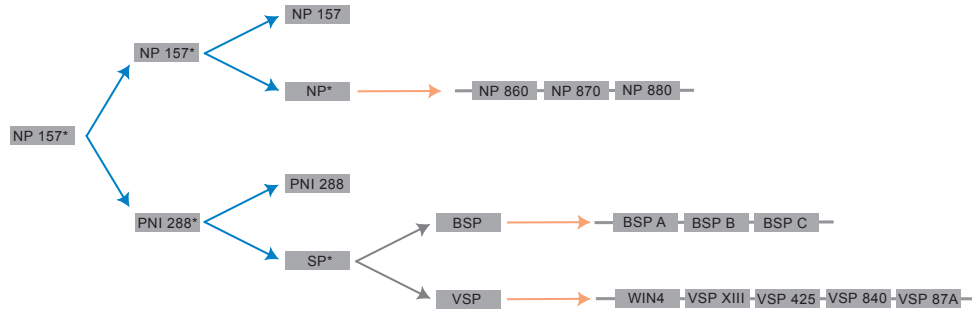 NP 157
NP 157*
NP*
NP 860 NP 870 NP 880
NP 157*
PNI 288
PNI 288*
BSP
BSP A BSP B BSP C
SP*
VSP
WIN4 VSP XIII VSP 425 VSP 840 VSP 87A